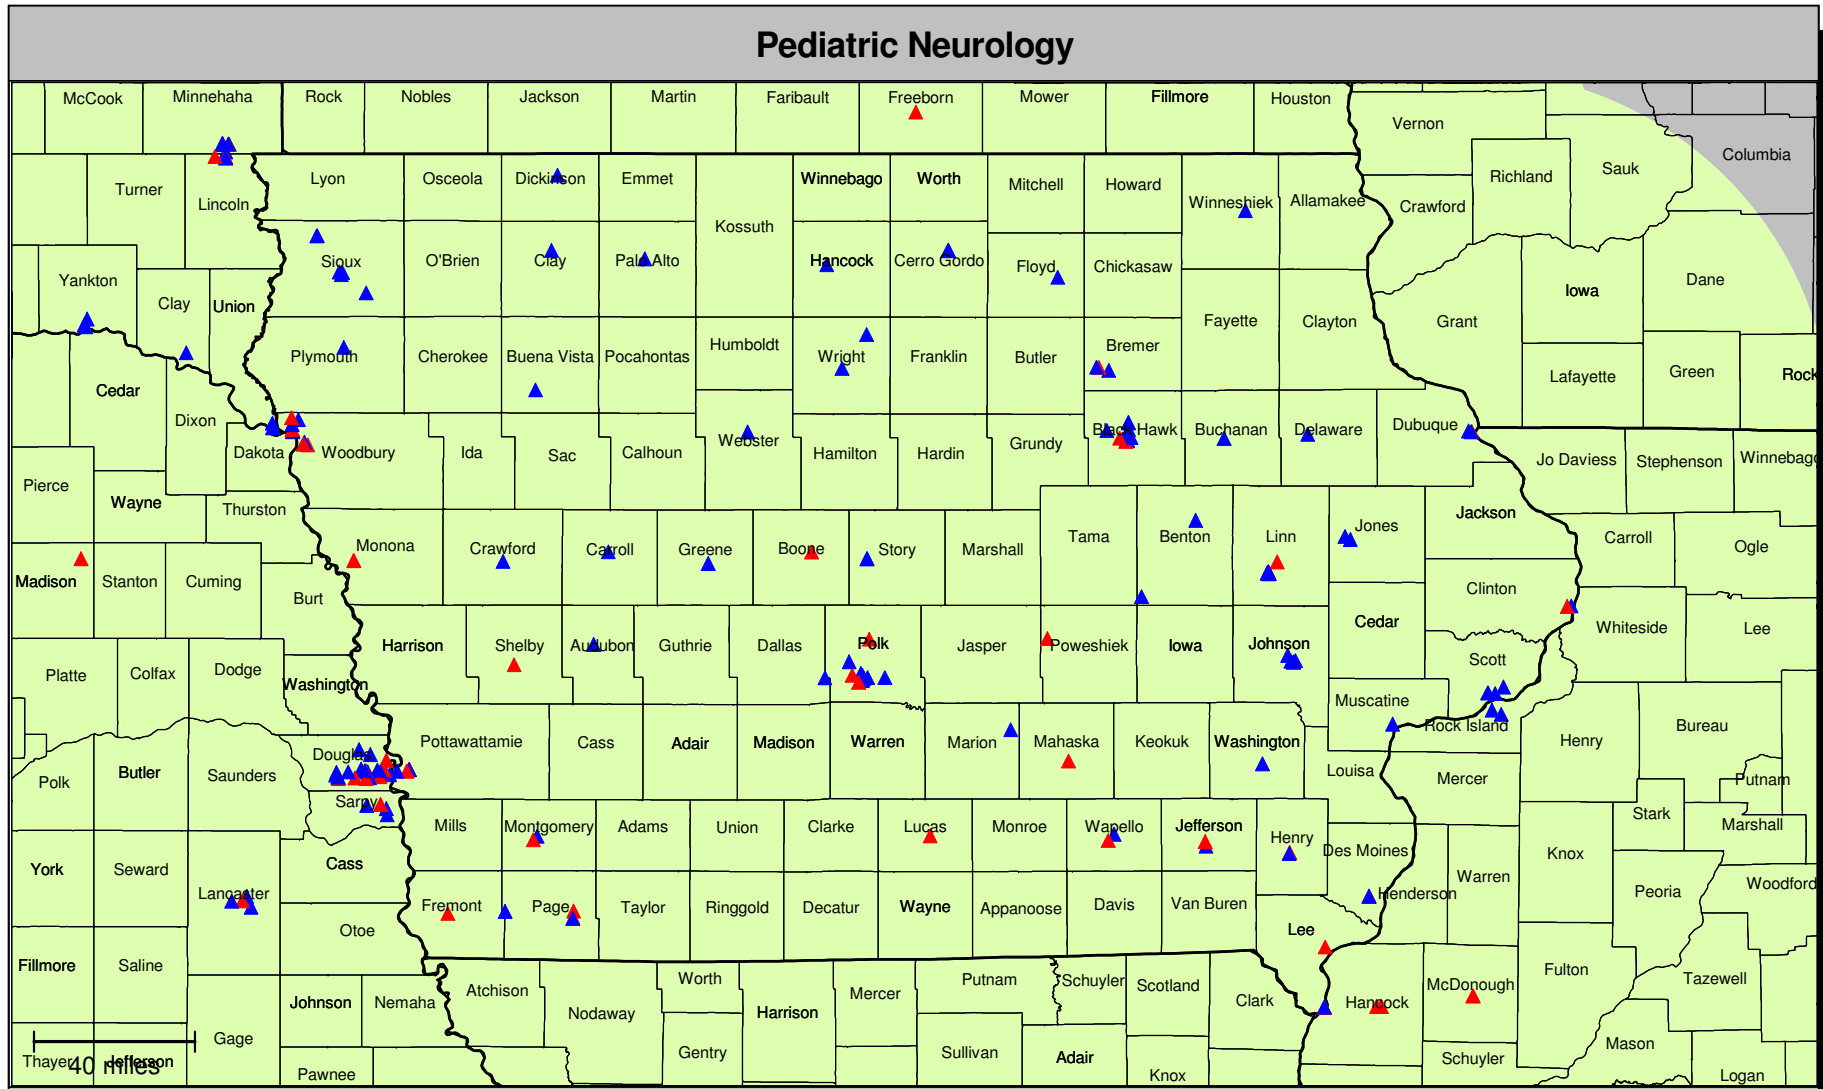 Pediatric Neurology
McCook Minnehaha Rock Nobles Jackson Martin Faribault Freeborn Mower Fillmore Houston
Vernon
Columbia
Turner Lincoln Lyon Osceola Dickinson Emmet Winnebago Worth Mitchell Howard Richland Sauk
Kossuth Winneshiek Allamakee Crawford
Yankton Clay Union Sioux O'Brien Clay Palo Alto Hancock Cerro Gordo Floyd Chickasaw Iowa Dane
Plymouth Cherokee Buena Vista Pocahontas Humboldt Wright Franklin Butler Bremer Fayette Clayton Grant
Cedar Lafayette Green Rock
Dixon Dakota Woodbury Ida Sac Calhoun Webster Hamilton Hardin Grundy Black Hawk Buchanan Delaware Dubuque
Jo Daviess Stephenson Winnebago
Pierce Wayne Thurston
Monona Crawford Carroll Greene Boone Story Marshall Tama Benton Linn Jones Jackson Carroll Ogle
Madison Stanton Cuming Burt Clinton
Harrison Shelby Audubon Guthrie Dallas Polk Jasper Poweshiek Iowa Johnson Cedar Whiteside Lee
Platte Colfax Dodge Washington Scott
Muscatine Rock Island
Pottawattamie Cass Adair Madison Warren Marion Mahaska Keokuk Washington Henry Bureau
Polk Butler Saunders Douglas Louisa Mercer Putnam
Sarpy Stark Marshall
Mills Montgomery Adams Union Clarke Lucas Monroe Wapello Jefferson Henry Des Moines Knox
York Seward Cass Warren Peoria Woodford
Lancaster Henderson
Fremont Page Taylor Ringgold Decatur Wayne Appanoose Davis Van Buren
Otoe Lee
Fillmore Saline Fulton Tazewell
Johnson Nemaha Atchison Nodaway Worth Harrison Mercer Putnam Schuyler Scotland Clark Hancock McDonough
Gage Gentry Sullivan Adair Schuyler Mason
Thayer Jefferson Pawnee Knox Logan
40 miles